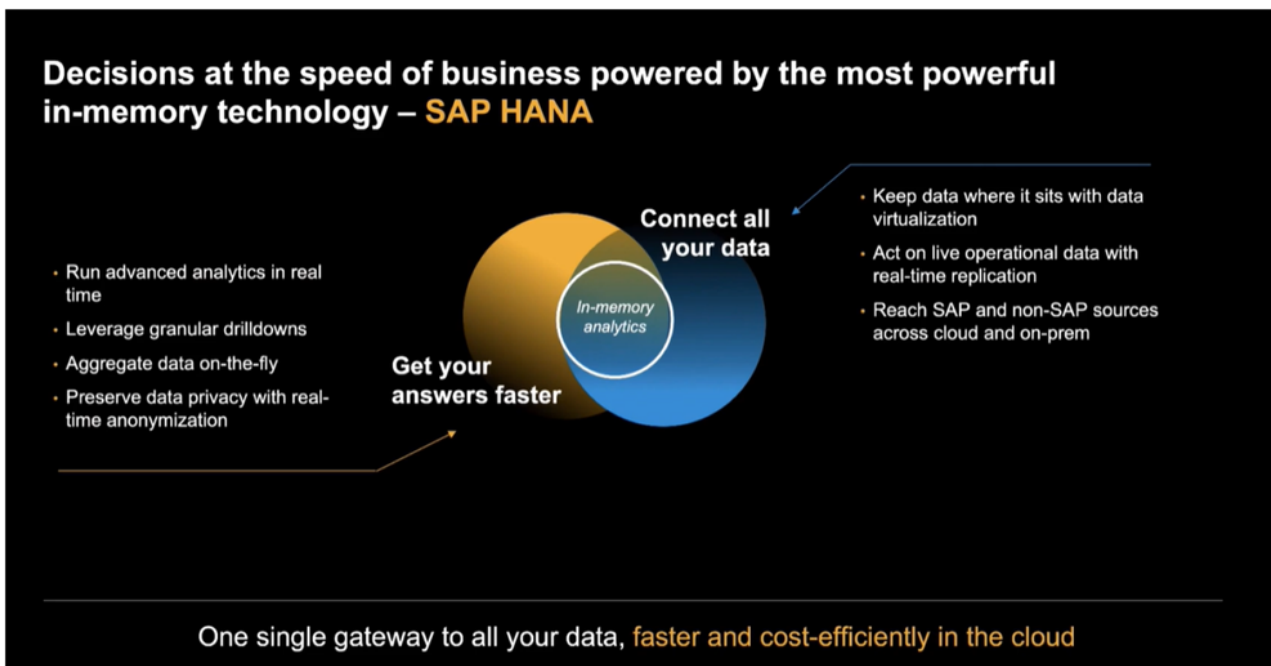 Decisions at the speed of business powered by the most powerful
in-memory technology – SAP HANA
• Run advanced analytics in real
time
• Leverage granular drilldowns
• Aggregate data on-the-fly
• Preserve data privacy with real-
time anonymization
Get your
answers faster
In-memory
analytics
Connect all
your data
• Keep data where it sits with data
virtualization
• Act on live operational data with
real-time replication
• Reach SAP and non-SAP sources
across cloud and on-prem
One single gateway to all your data, faster and cost-efficiently in the cloud